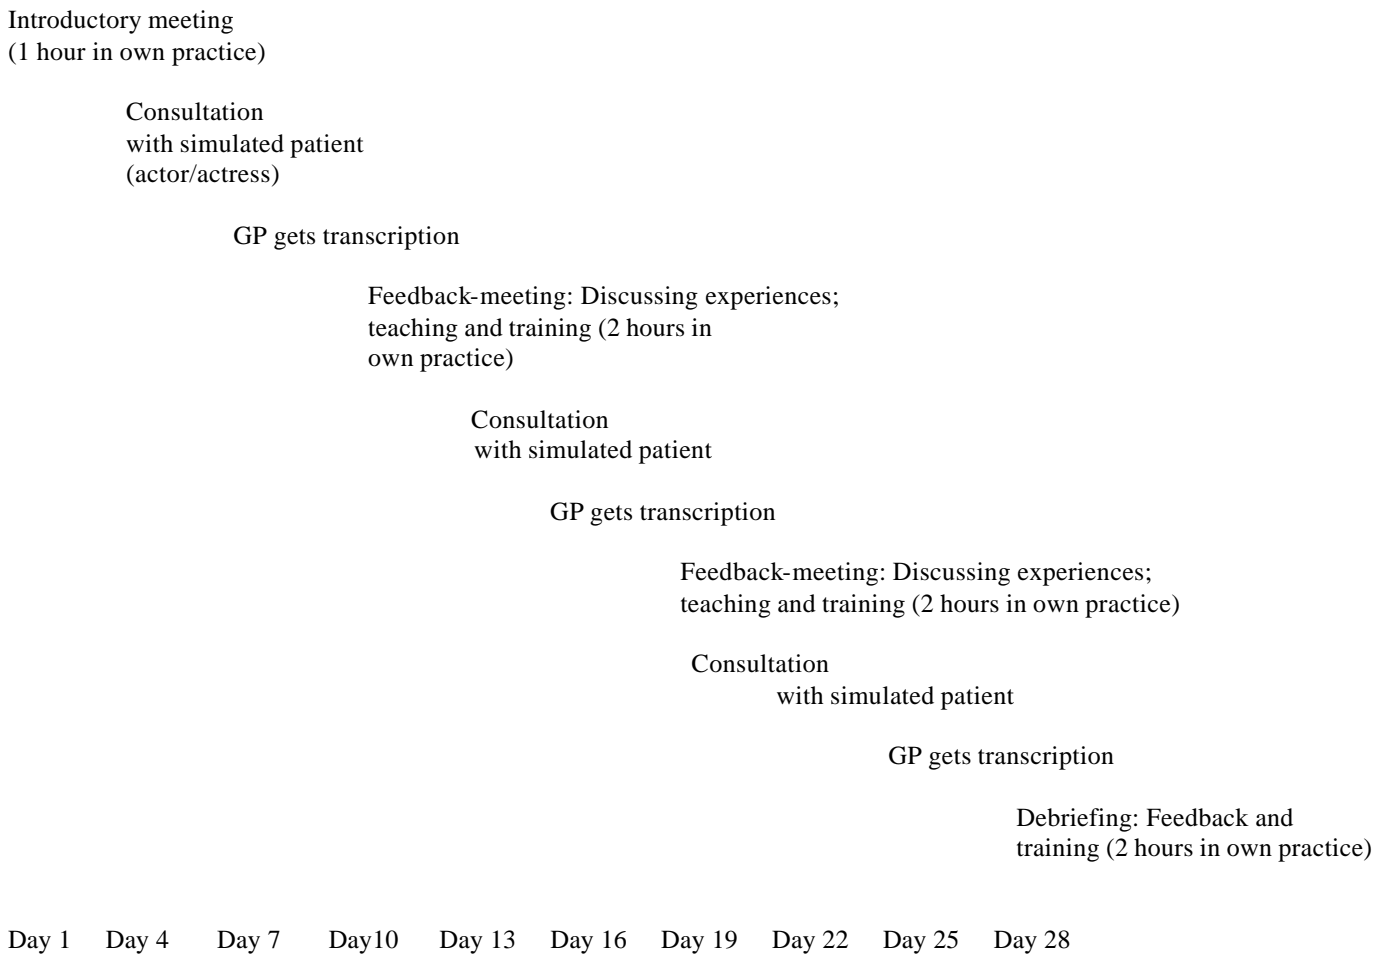 Introductory meeting
(1 hour in own practice)
Consultation
with simulated patient
(actor/actress)
GP gets transcription
Feedback-meeting: Discussing experiences;
teaching and training (2 hours in
own practice)
Consultation
with simulated patient
GP gets transcription
Feedback-meeting: Discussing experiences;
teaching and training (2 hours in own practice)
Consultation
with simulated patient
GP gets transcription
Debriefing: Feedback and
training (2 hours in own practice)
Day 1 Day 4 Day 7 Day10 Day 13 Day 16 Day 19 Day 22 Day 25 Day 28